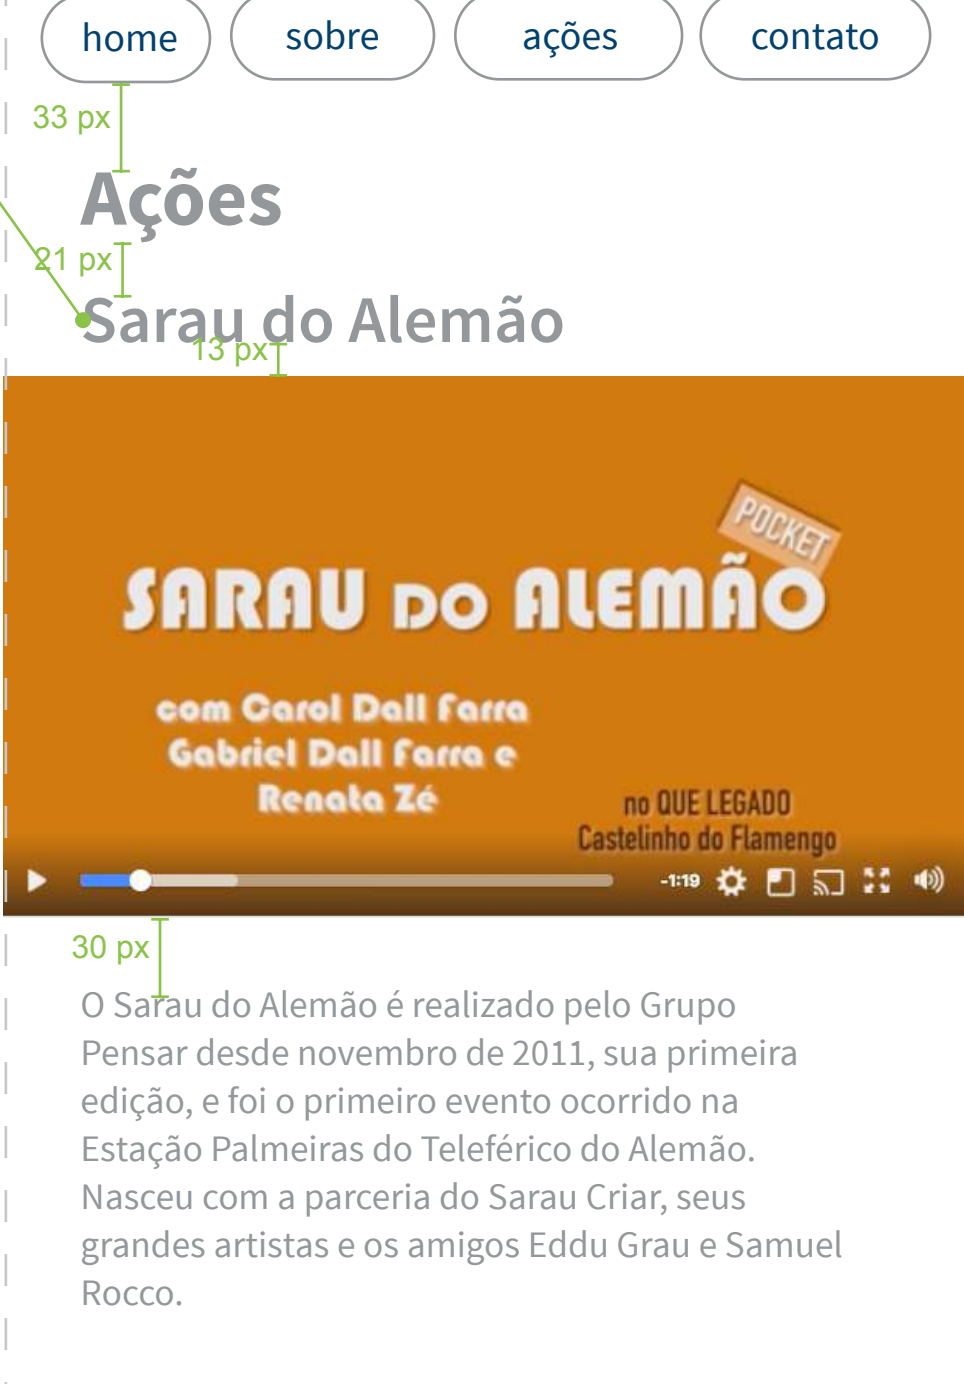 home sobre ações contato
33 px
Ações
21 px
Sarau do Alemão
13 px
POCKET
SARAU DO ALEMÃO
com Carol Dall Farra
Gabriel Dall Farra e
Renata Zé
no QUE LEGADO
Castelinho do Flamengo
-1:19
30 px
O Sarau do Alemão é realizado pelo Grupo
Pensar desde novembro de 2011, sua primeira
edição, e foi o primeiro evento ocorrido na
Estação Palmeiras do Teleférico do Alemão.
Nasceu com a parceria do Sarau Criar, seus
grandes artistas e os amigos Eddu Grau e Samuel
Rocco.